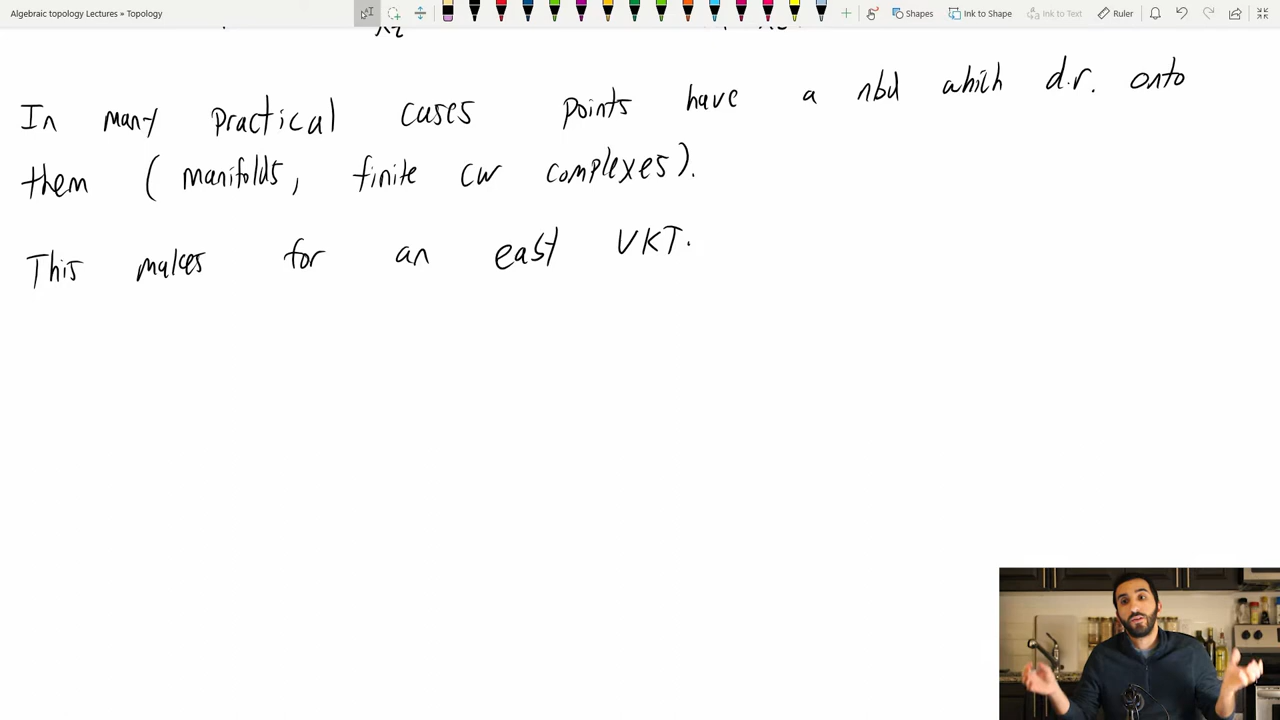 Algebraic topology Lectures – Topology
Shapes
Ink to Shape
Ink to Text
Ruler
In many practical cases points have a nbd which d.r. onto
them (manifolds, finite cw complexes).
This makes for an easy VKT.